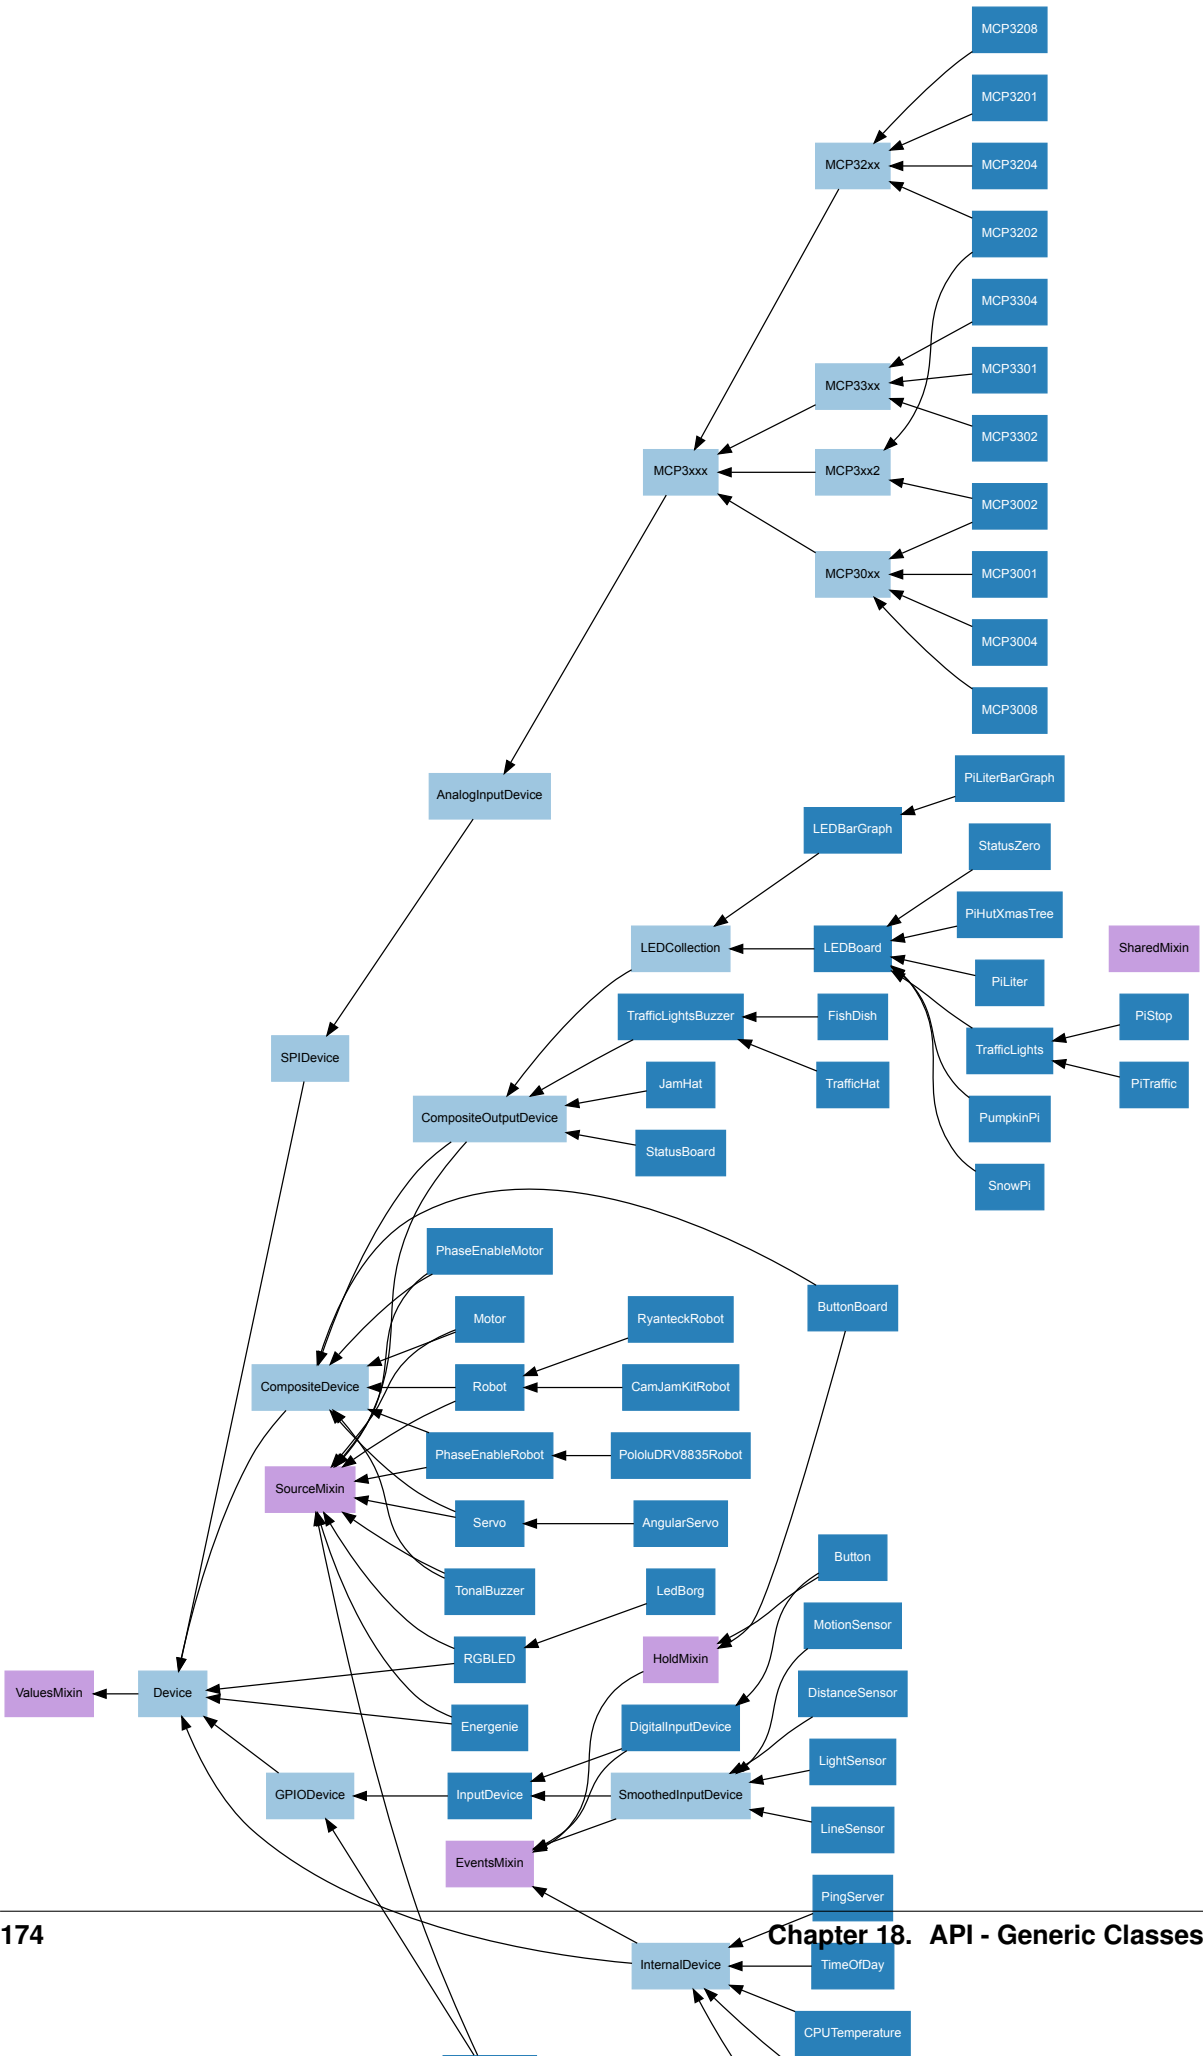 MCP3208
MCP3201
MCP32xx
MCP3204
MCP3202
MCP3304
MCP3301
MCP33xx
MCP3302
MCP3xxx
MCP3xx2
MCP3002
MCP30xx
MCP3001
MCP3004
MCP3008
PiLiterBarGraph
AnalogInputDevice
LEDBarGraph
StatusZero
PiHutXmasTree
LEDCollection
LEDBoard
SharedMixin
PiLiter
TrafficLightsBuzzer
FishDish
PiStop
TrafficLights
SPIDevice
JamHat
TrafficHat
PiTraffic
CompositeOutputDevice
PumpkinPi
StatusBoard
SnowPi
PhaseEnableMotor
ButtonBoard
Motor
RyanteckRobot
CompositeDevice
Robot
CamJamKitRobot
PhaseEnableRobot
PololuDRV8835Robot
SourceMixin
Servo
AngularServo
Button
TonalBuzzer
LedBorg
MotionSensor
RGBLED
HoldMixin
ValuesMixin
Device
DistanceSensor
Energenie
DigitalInputDevice
LightSensor
GPIODevice
InputDevice
SmoothedInputDevice
LineSensor
EventsMixin
PingServer
174 Chapter 18. API - Generic Classes
InternalDevice
TimeOfDay
CPUTemperature